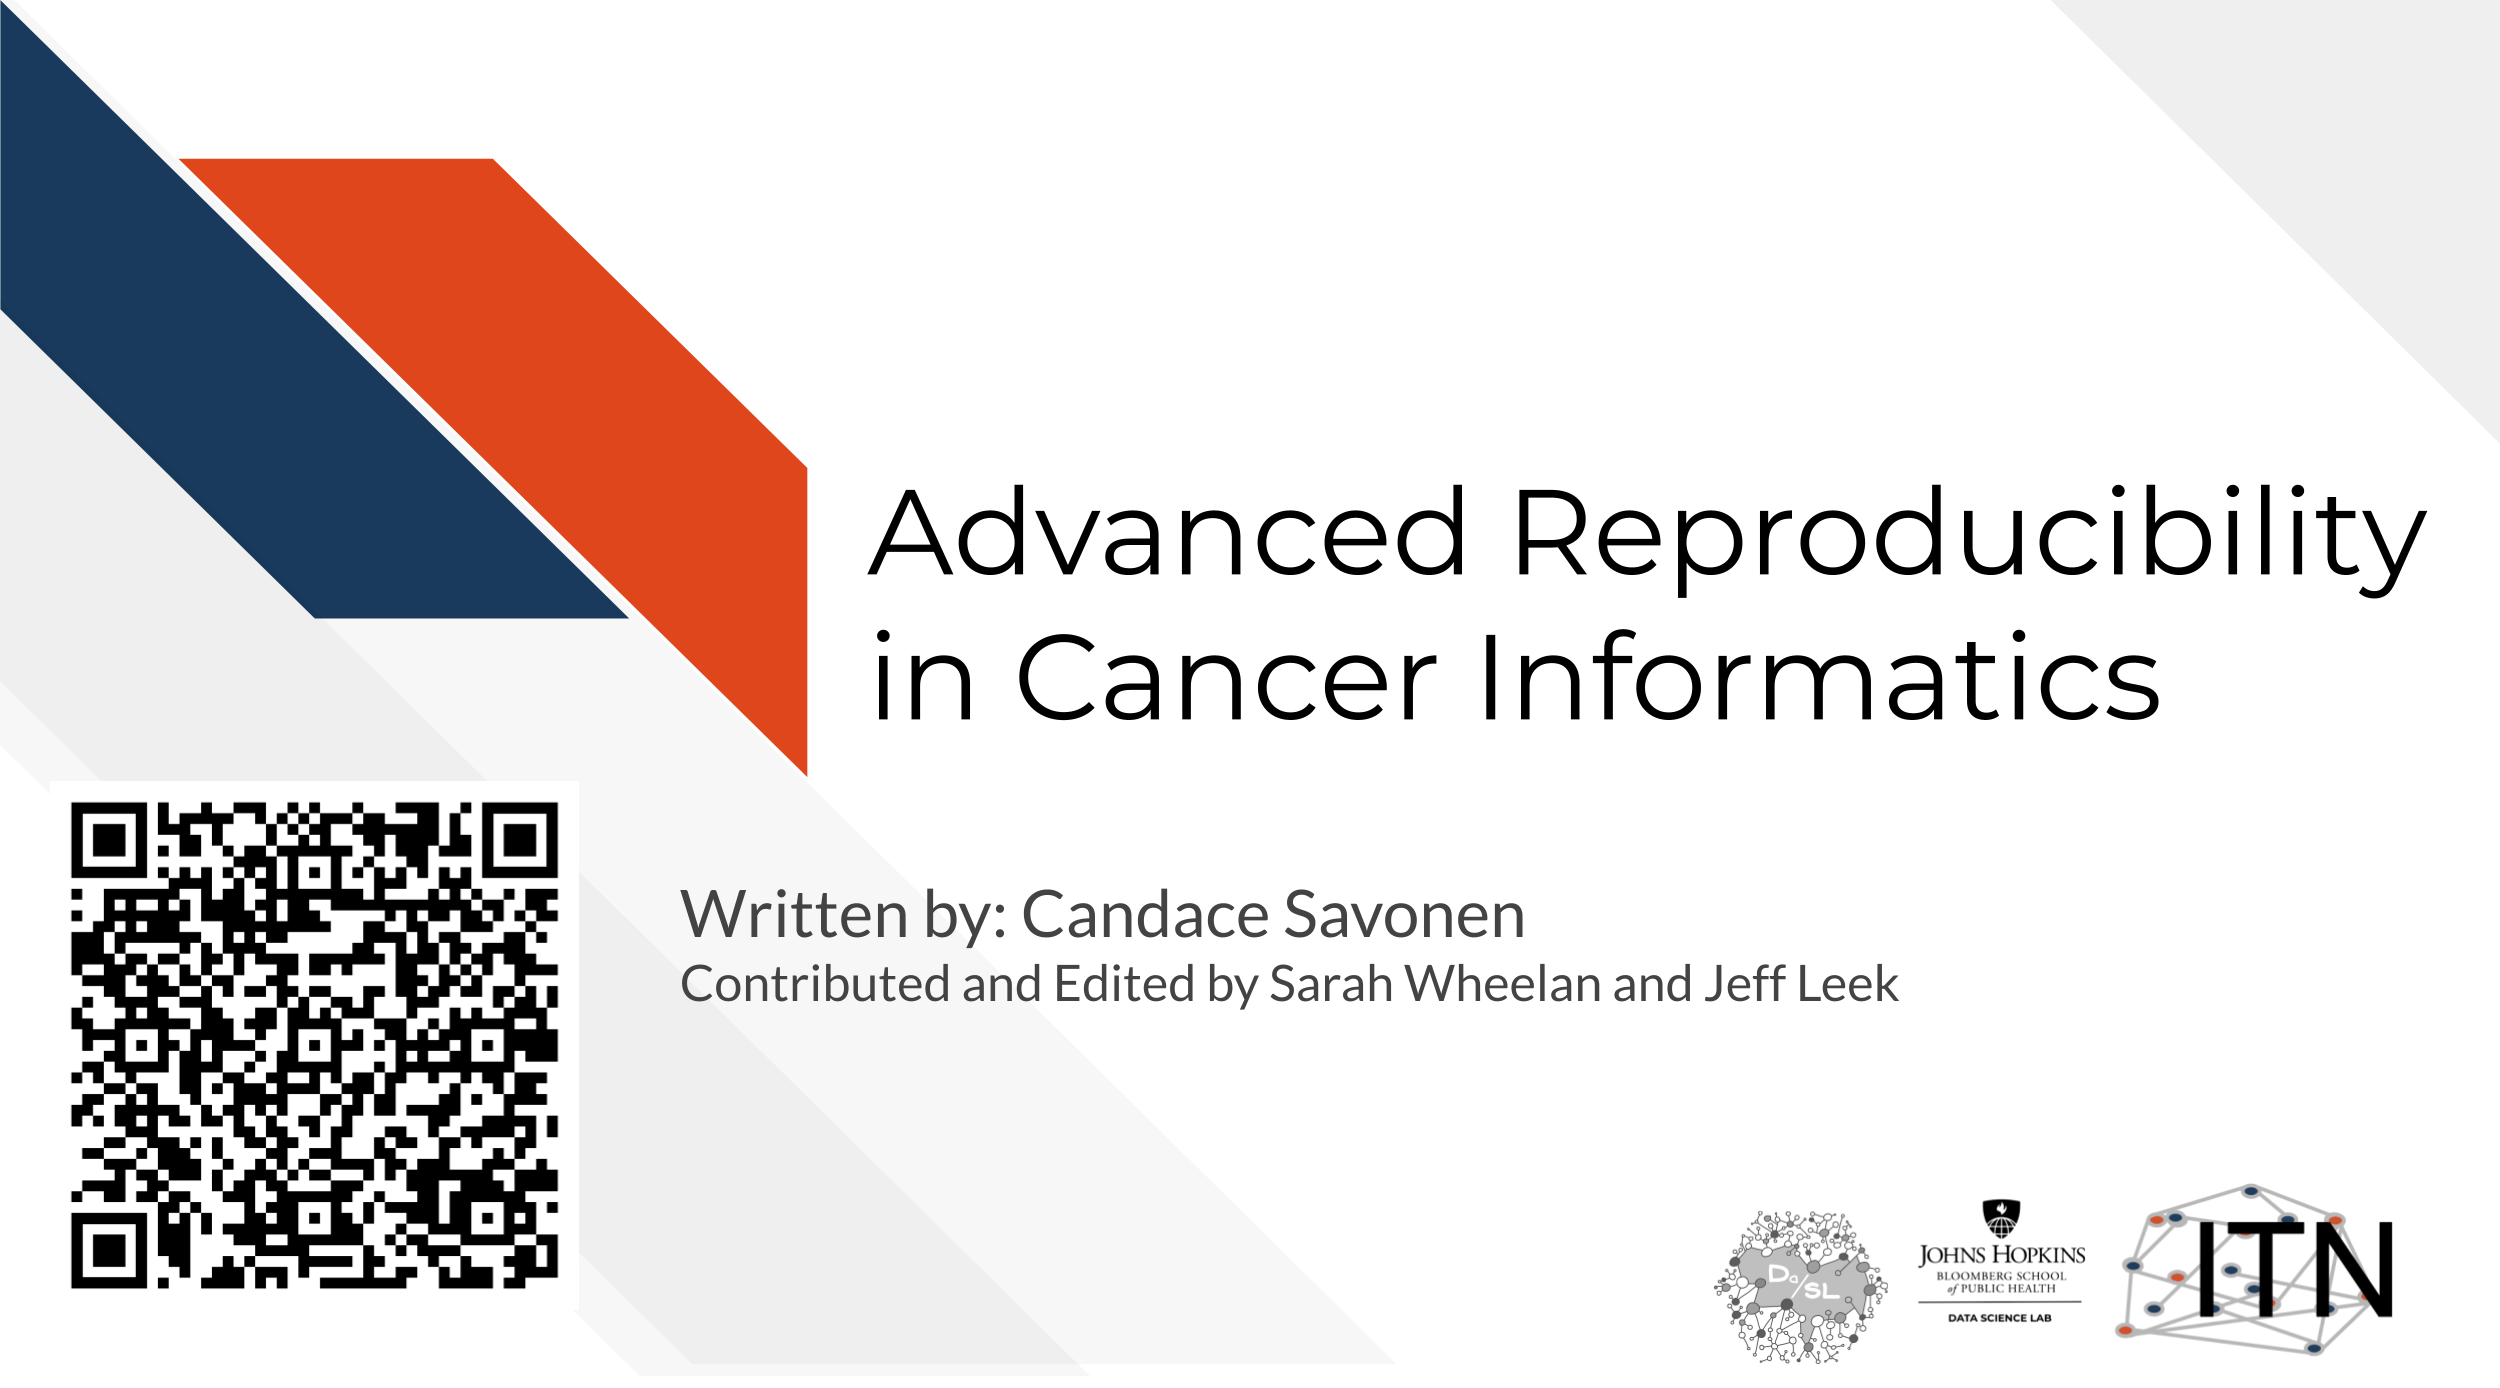 Advanced Reproducibility
in Cancer Informatics
Written by: Candace Savonen
Contributed and Edited by Sarah Wheelan and Jeff Leek
DaSL
JOHNS HOPKINS
BLOOMBERG SCHOOL
of PUBLIC HEALTH
DATA SCIENCE LAB
ITN